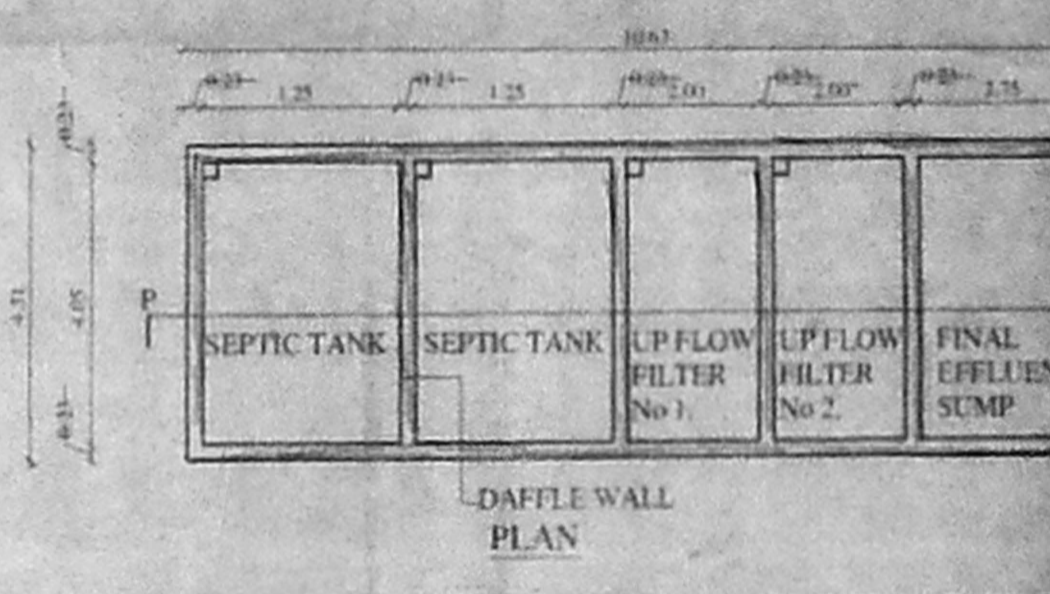 10.63
0.23 1.25 0.23 1.25 0.23 2.00 0.23 2.00 0.23 2.75
0.23
4.05
0.23
P
SEPTIC TANK
SEPTIC TANK
UP FLOW
FILTER
No 1.
UP FLOW
FILTER
No 2.
FINAL
EFFLUEN
SUMP
DAFFLE WALL
PLAN